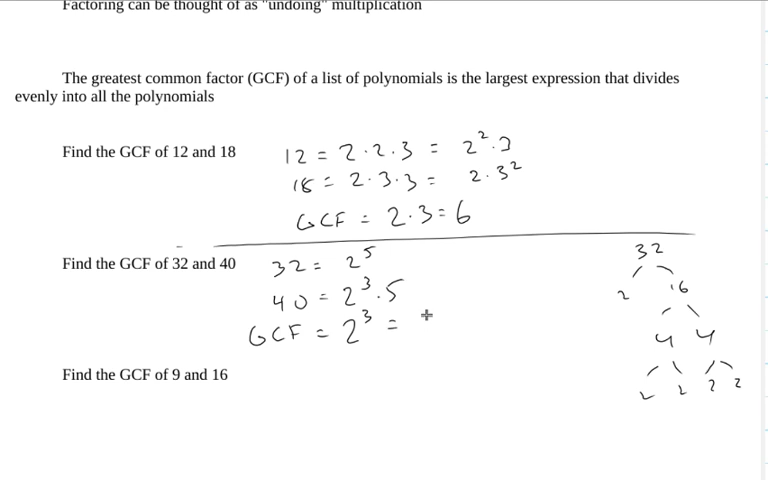 Factoring can be thought of as "undoing" multiplication
The greatest common factor (GCF) of a list of polynomials is the largest expression that divides
evenly into all the polynomials
Find the GCF of 12 and 18
12 = 2·2·3 = 2²·3
18 = 2·3·3 = 2·3²
GCF = 2·3 = 6
Find the GCF of 32 and 40
32 = 2⁵
40 = 2³·5
GCF = 2³ =
32
2 16
4 4
2 2 2 2
Find the GCF of 9 and 16